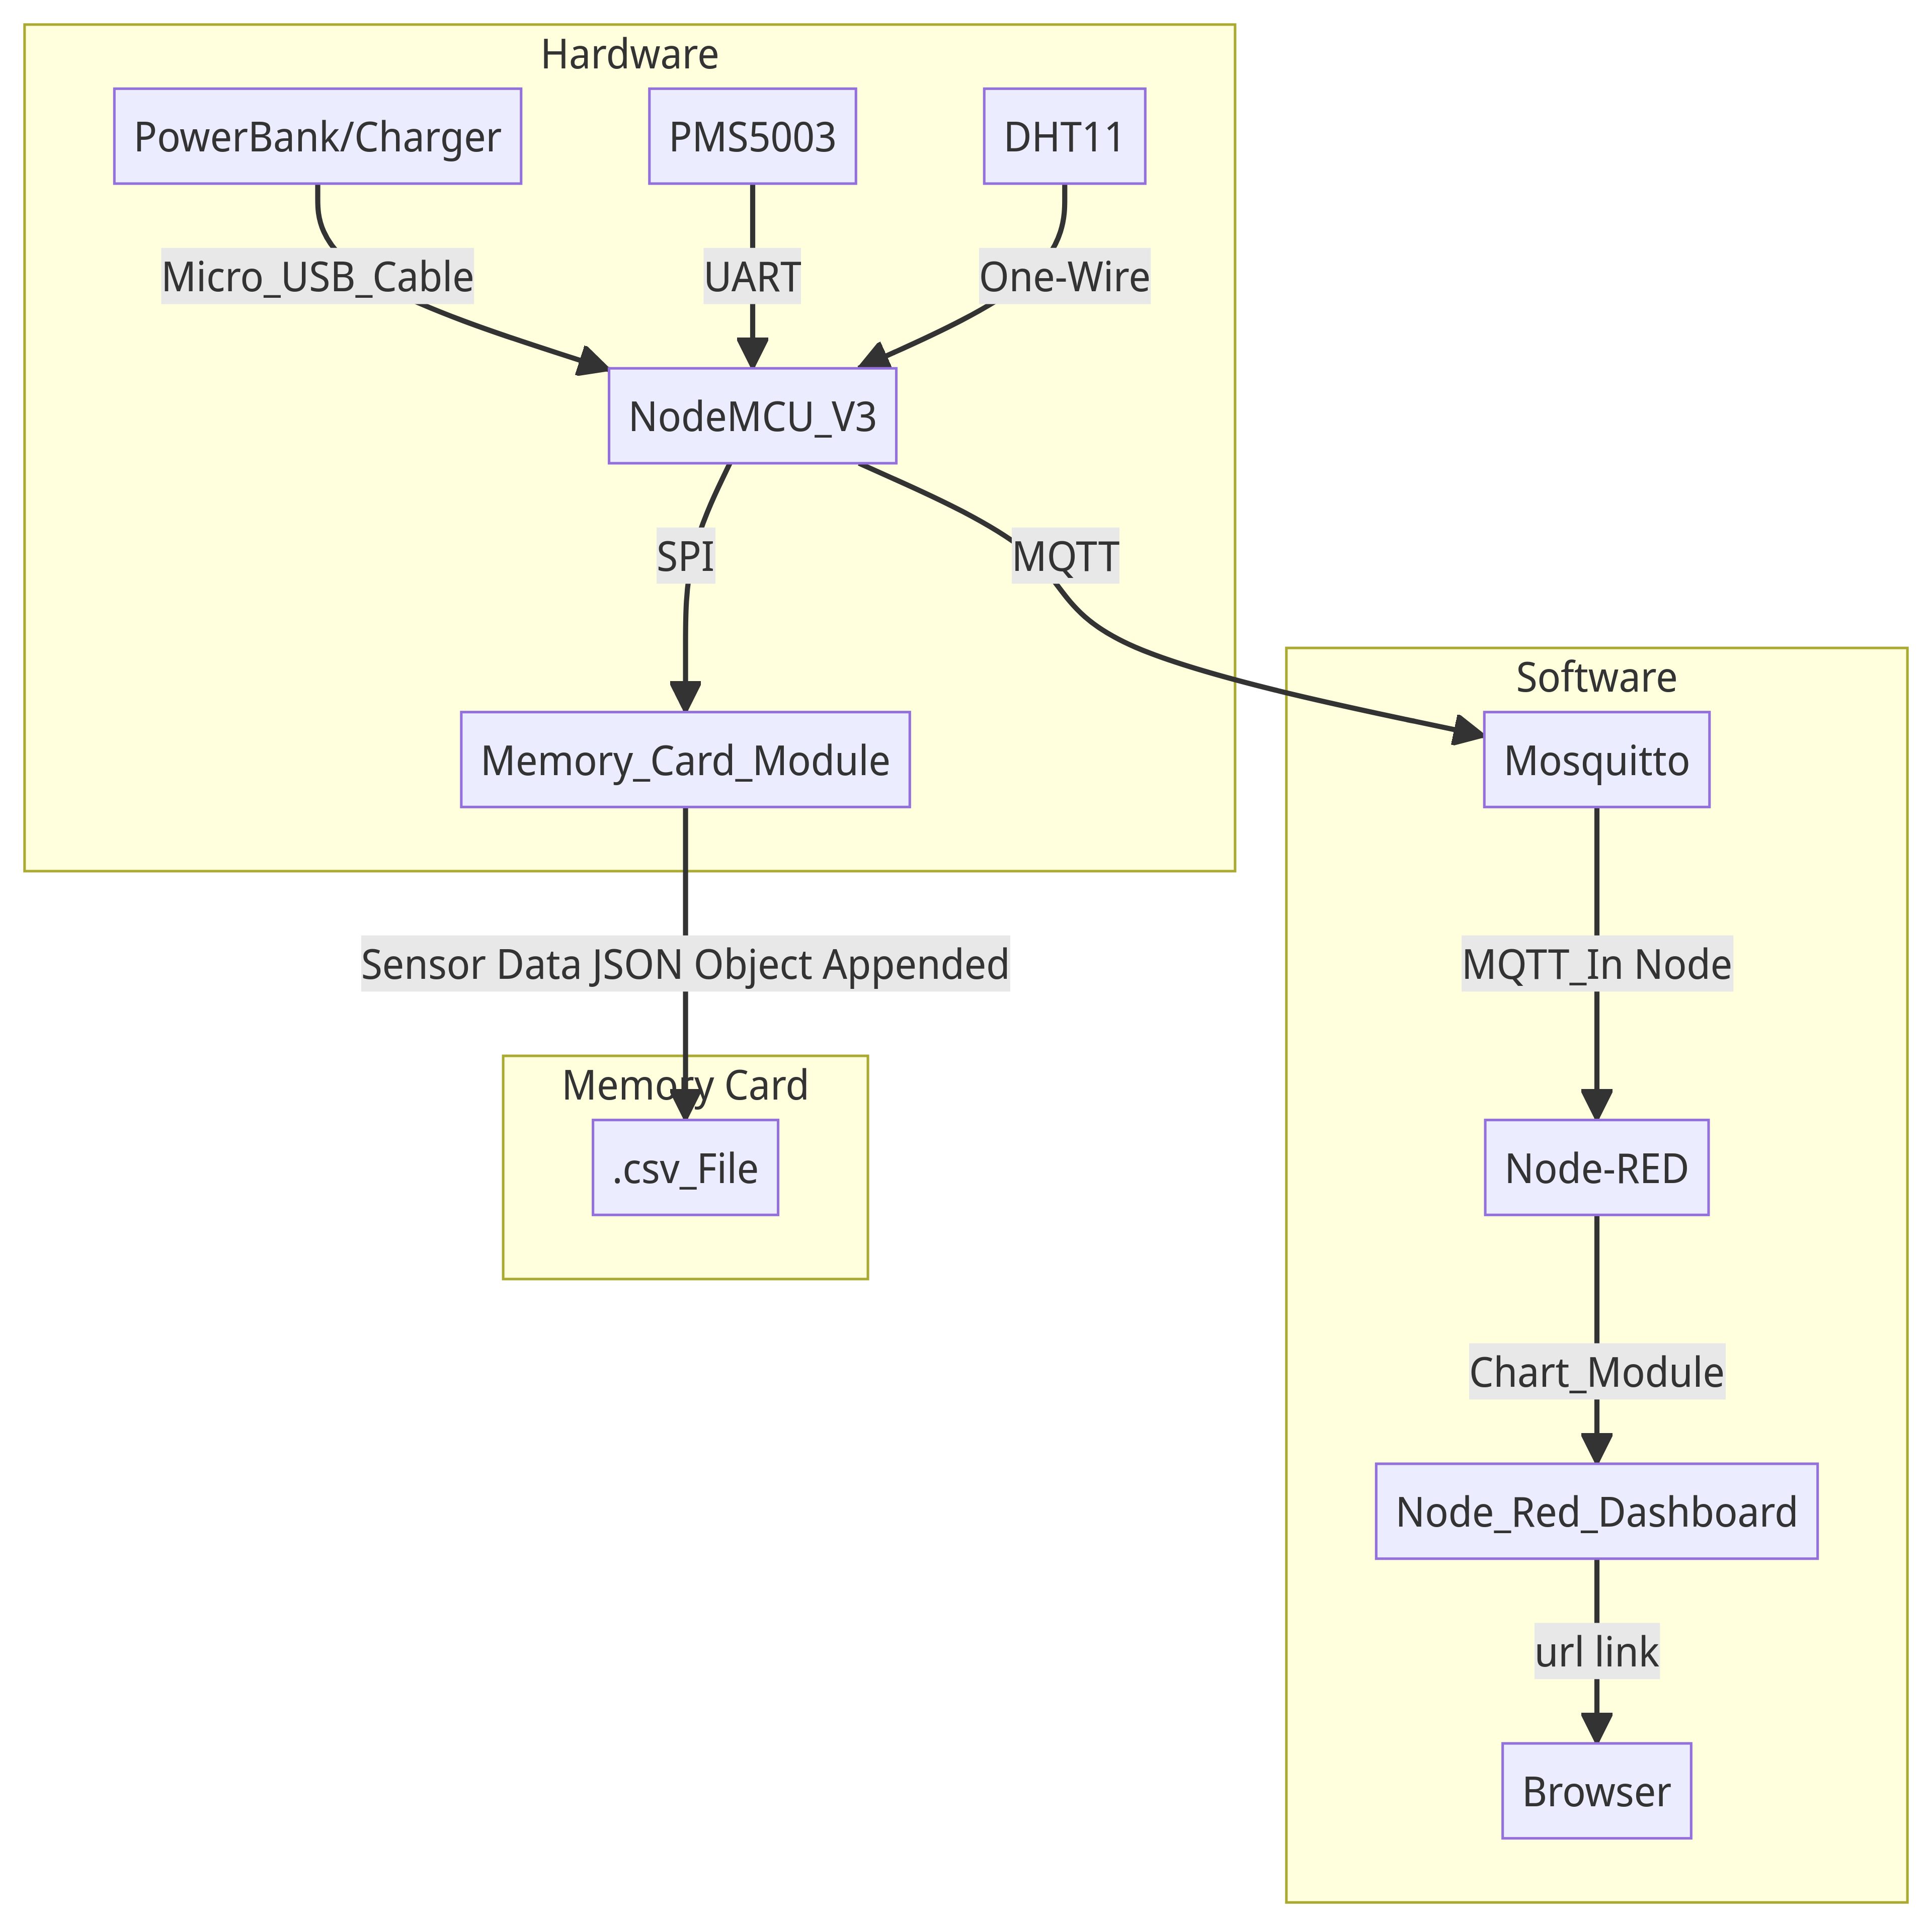 Hardware
PowerBank/Charger
PMS5003
DHT11
Micro_USB_Cable
UART
One-Wire
NodeMCU_V3
SPI
MQTT
Memory_Card_Module
Sensor Data JSON Object Appended
Memory Card
.csv_File
Software
Mosquitto
MQTT_In Node
Node-RED
Chart_Module
Node_Red_Dashboard
url link
Browser